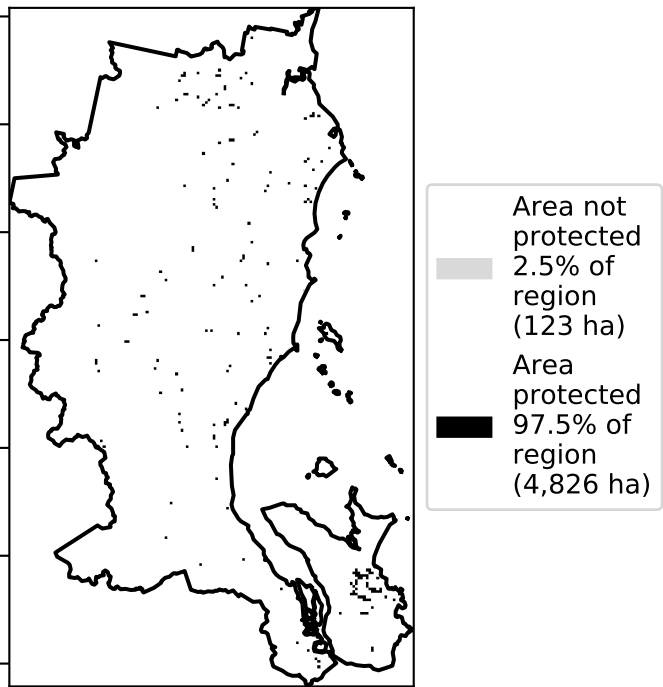 Area not
protected
2.5% of
region
(123 ha)
Area
protected
97.5% of
region
(4,826 ha)